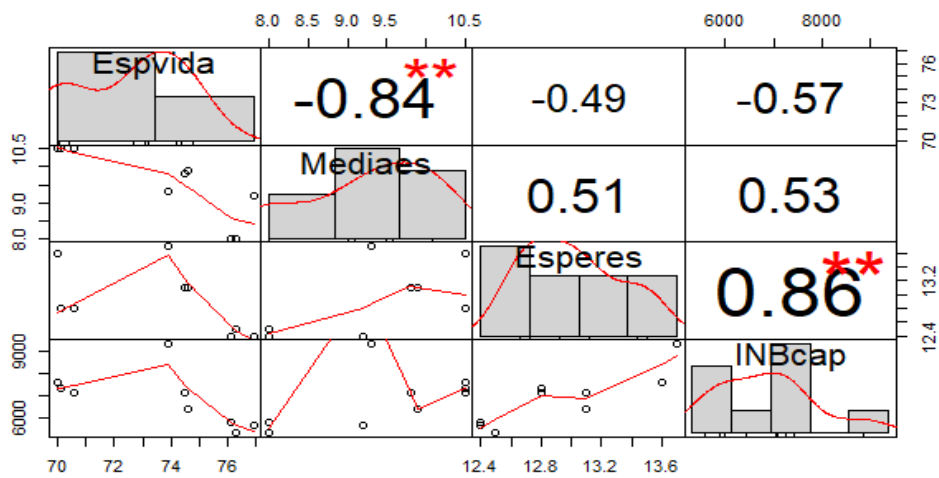 8.0 8.5 9.0 9.5 10.5 6000 8000
Espvida -0.84** -0.49 -0.57 70 73 76
8.0 9.0 10.5 Mediaes 0.51 0.53
Esperes 0.86** 12.4 13.2
6000 9000 INBcap
70 72 74 76 12.4 12.8 13.2 13.6